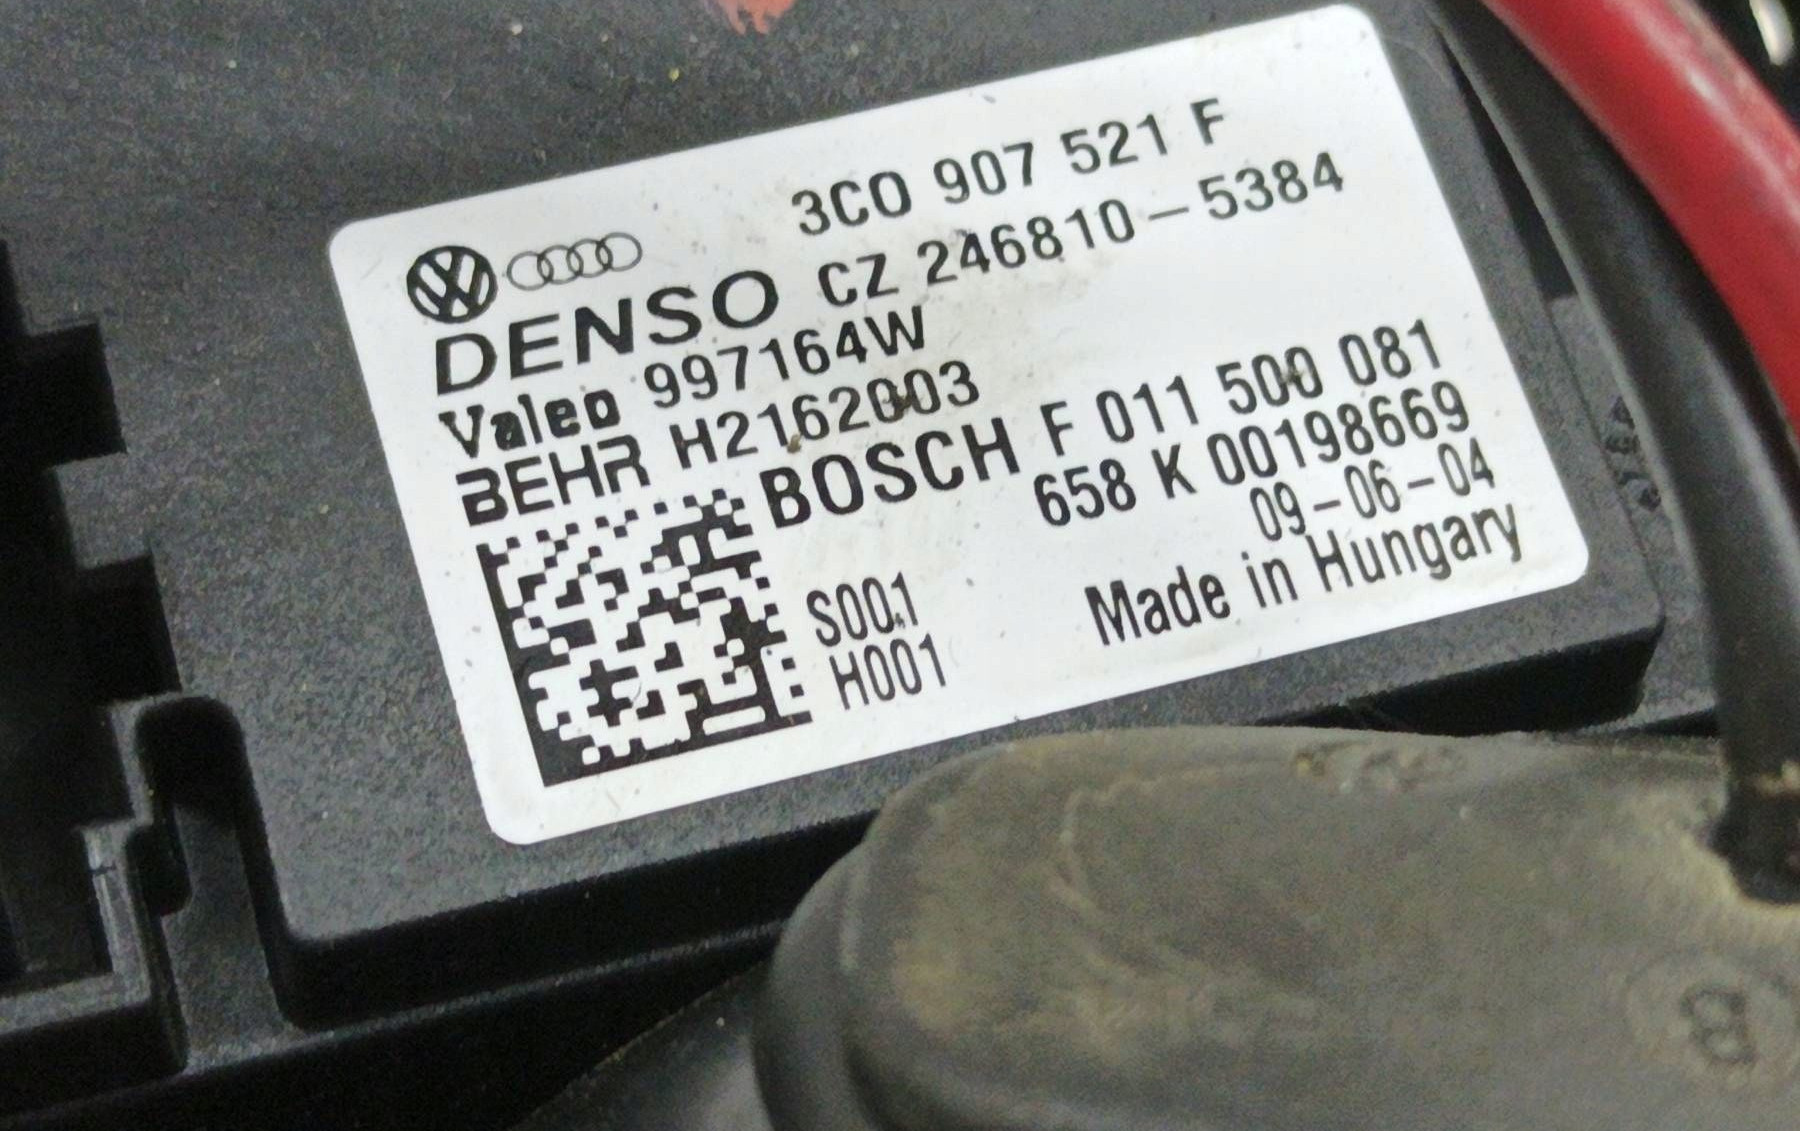 3C0 907 521 F
DENSO CZ 246810-5384
Valeo 997164W
BEHR H2162003
BOSCH F 011 500 081
658 K 00198669
09-06-04
S001
H001
Made in Hungary